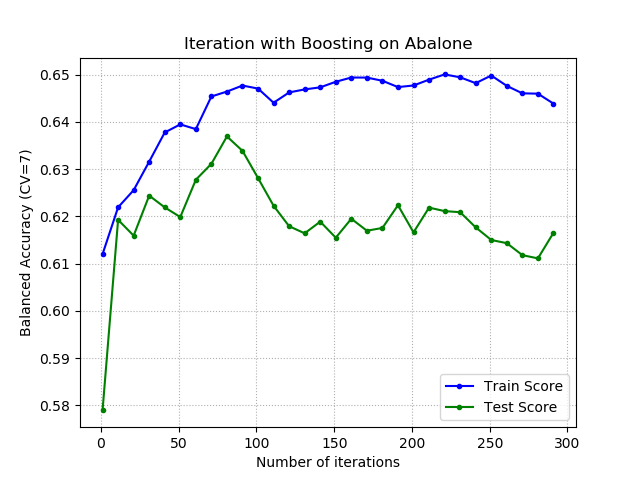 Iteration with Boosting on Abalone
Balanced Accuracy (CV=7)
0.65
0.64
0.63
0.62
0.61
0.60
0.59
0.58
Train Score
Test Score
0 50 100 150 200 250 300
Number of iterations